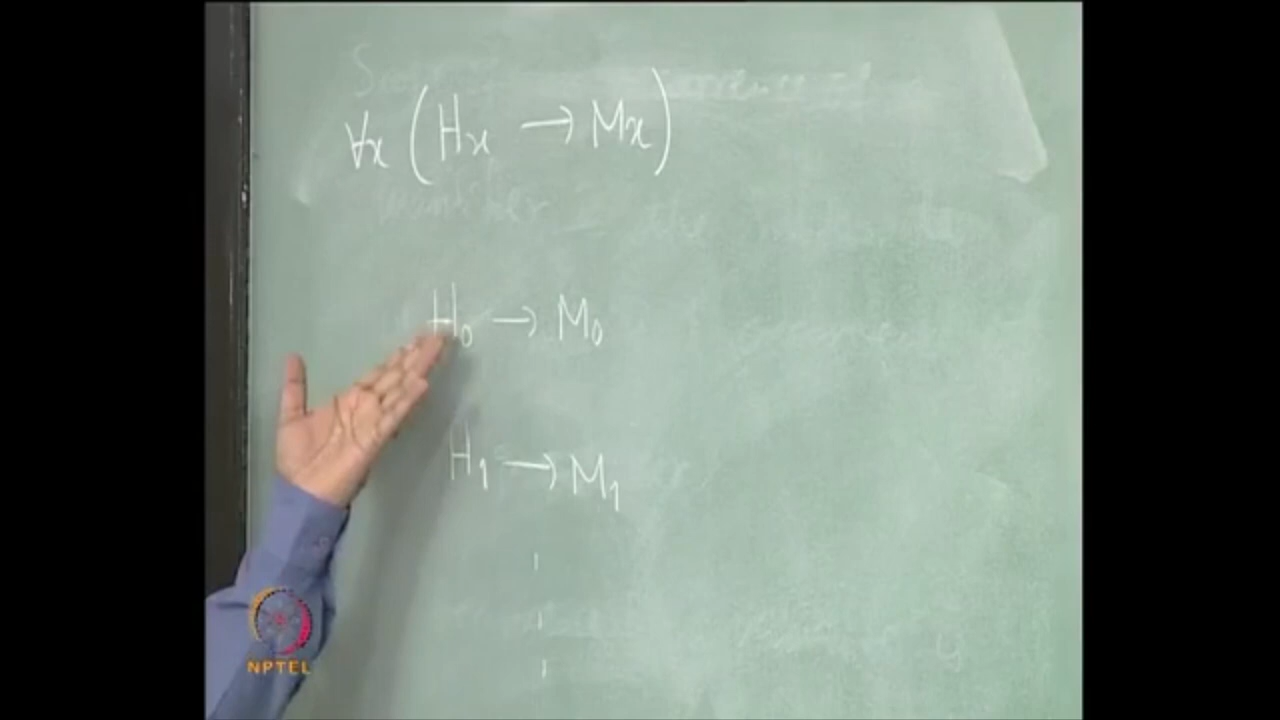 ∀x (Hx → Mx)
H₀ → M₀
H₁ → M₁
NPTEL